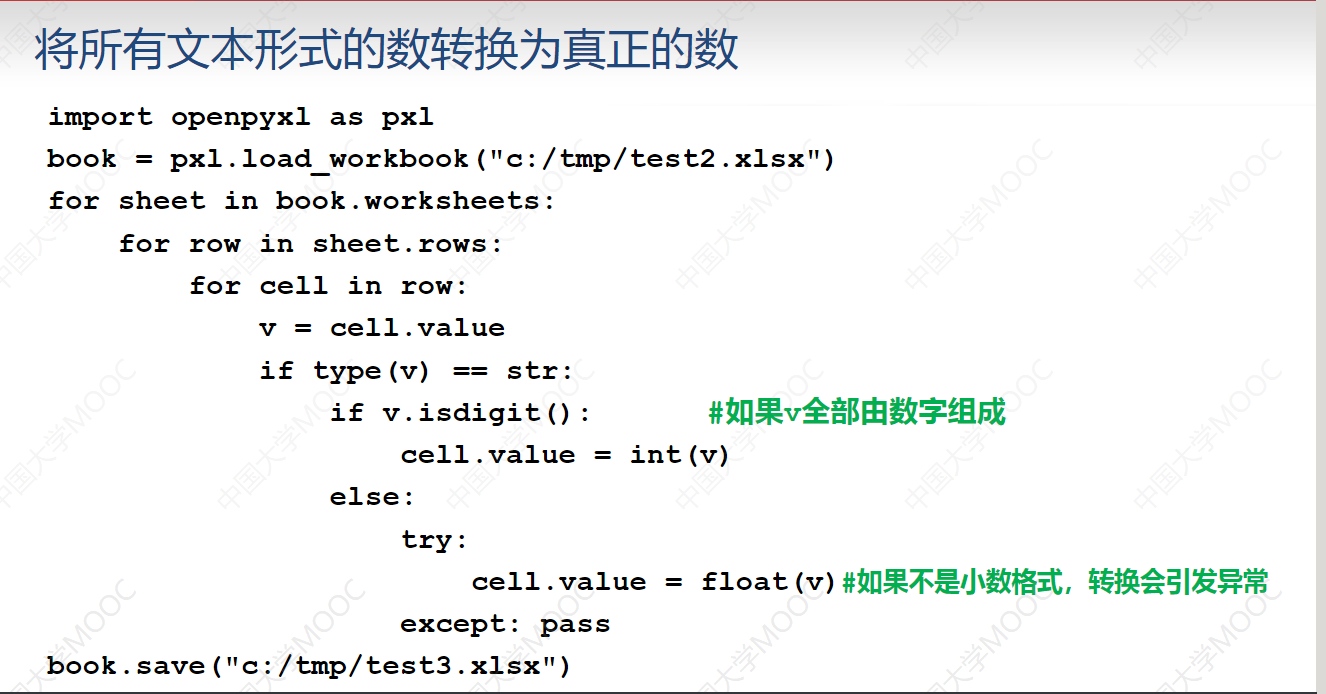 将所有文本形式的数转换为真正的数
import openpyxl as pxl
book = pxl.load_workbook("c:/tmp/test2.xlsx")
for sheet in book.worksheets:
    for row in sheet.rows:
        for cell in row:
            v = cell.value
            if type(v) == str:
                if v.isdigit():       #如果v全部由数字组成
                    cell.value = int(v)
                else:
                    try:
                        cell.value = float(v)#如果不是小数格式，转换会引发异常
                    except: pass
book.save("c:/tmp/test3.xlsx")
中国大学MOOC